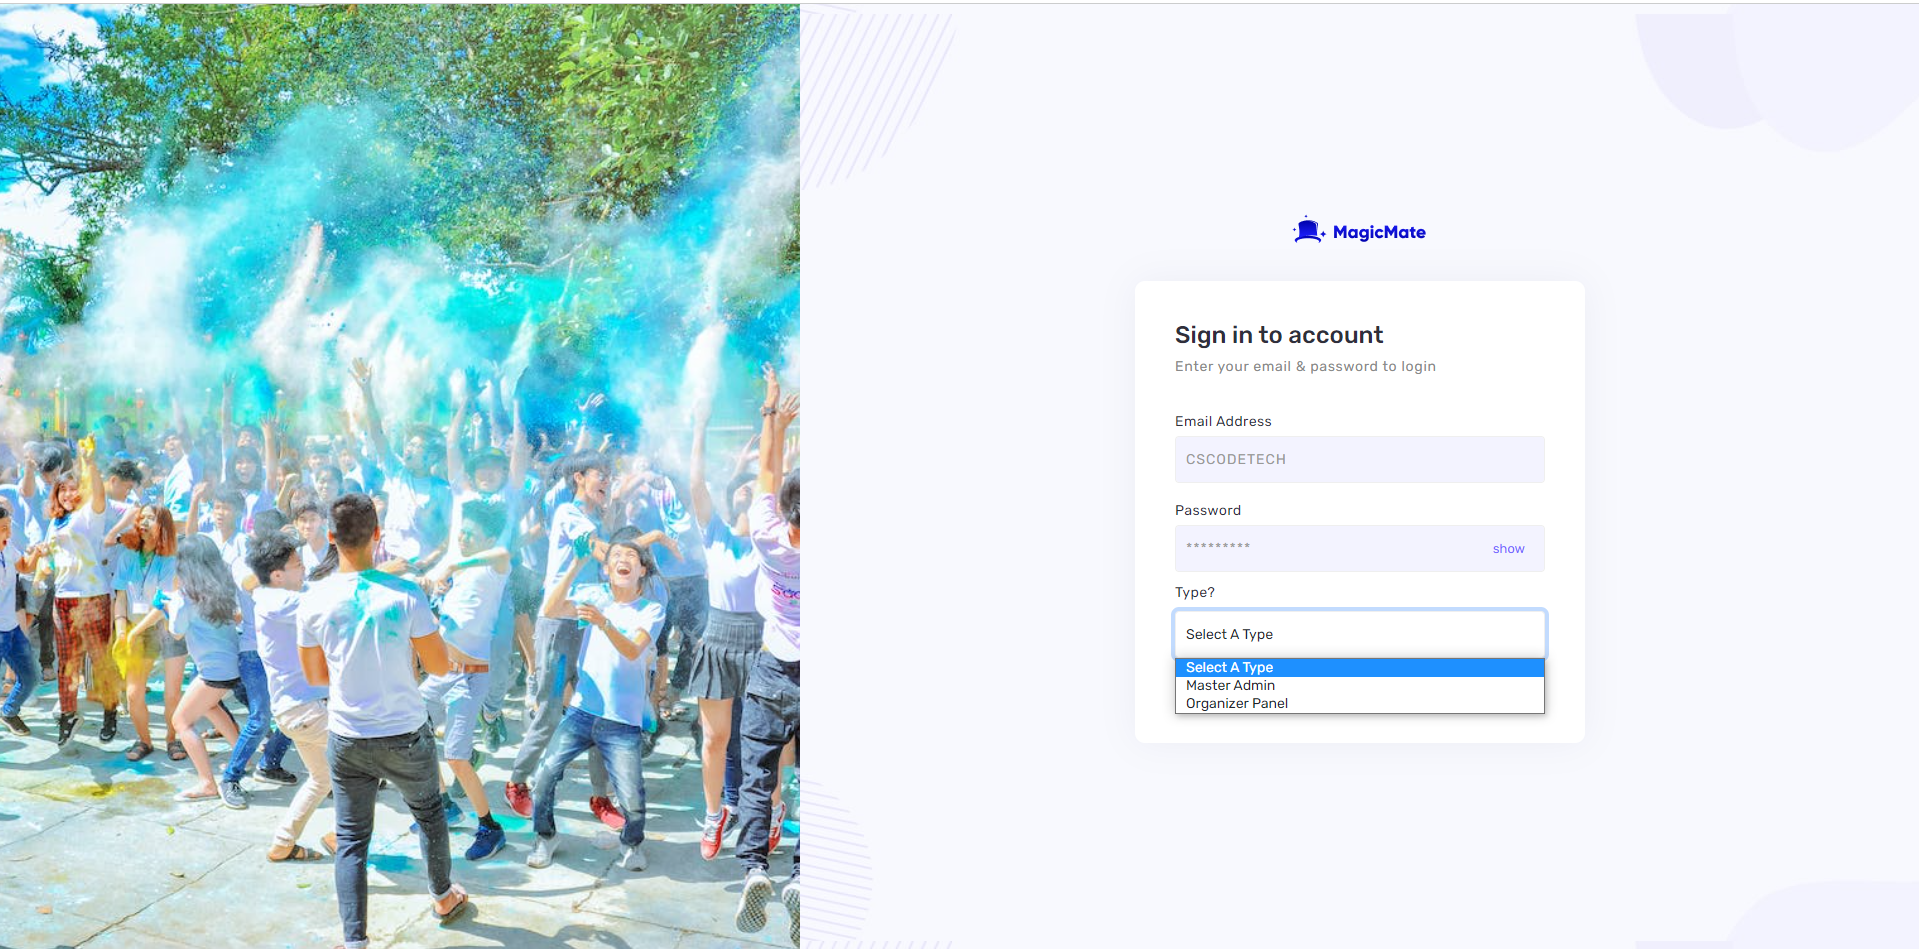 MagicMate
Sign in to account
Enter your email & password to login
Email Address
CSCODETECH
Password
********* show
Type?
Select A Type
Select A Type
Master Admin
Organizer Panel